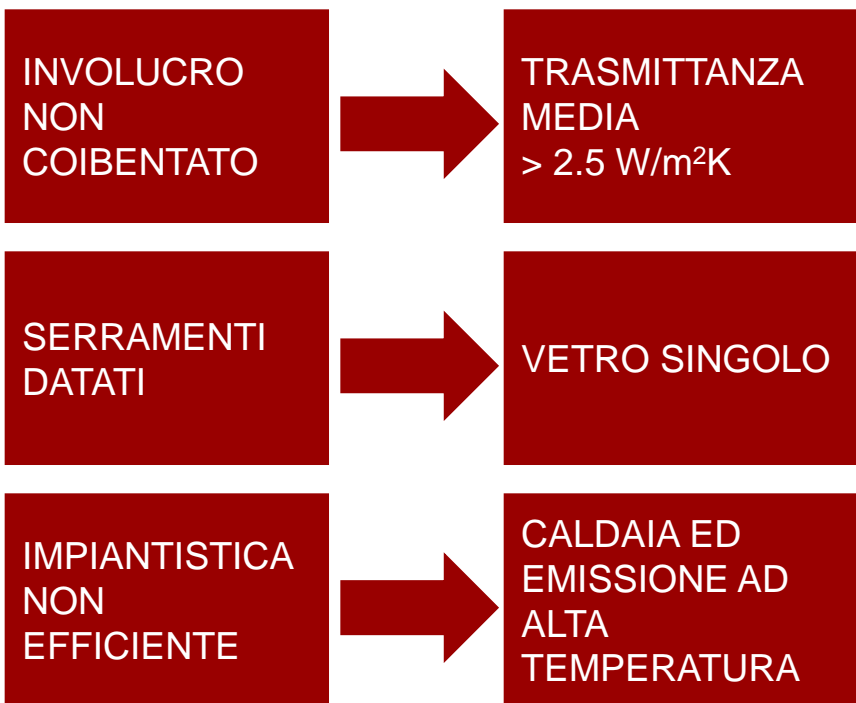 INVOLUCRO
NON
COIBENTATO
TRASMITTANZA
MEDIA
> 2.5 W/m²K
SERRAMENTI
DATATI
VETRO SINGOLO
IMPIANTISTICA
NON
EFFICIENTE
CALDAIA ED
EMISSIONE AD
ALTA
TEMPERATURA